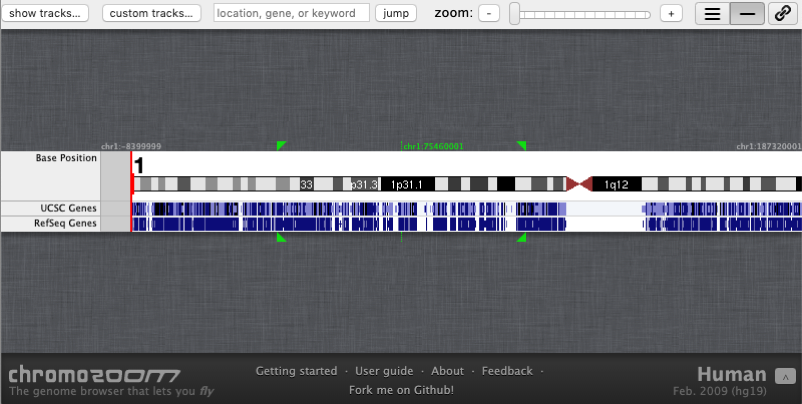 show tracks... custom tracks... location, gene, or keyword jump zoom: - +
chr1:-8399999 chr1:75460001 chr1:187320001
Base Position 1
33 p31.3 1p31.1 1q12
UCSC Genes
RefSeq Genes
chromozoom
The genome browser that lets you fly
Getting started · User guide · About · Feedback ·
Fork me on Github!
Human
Feb. 2009 (hg19)